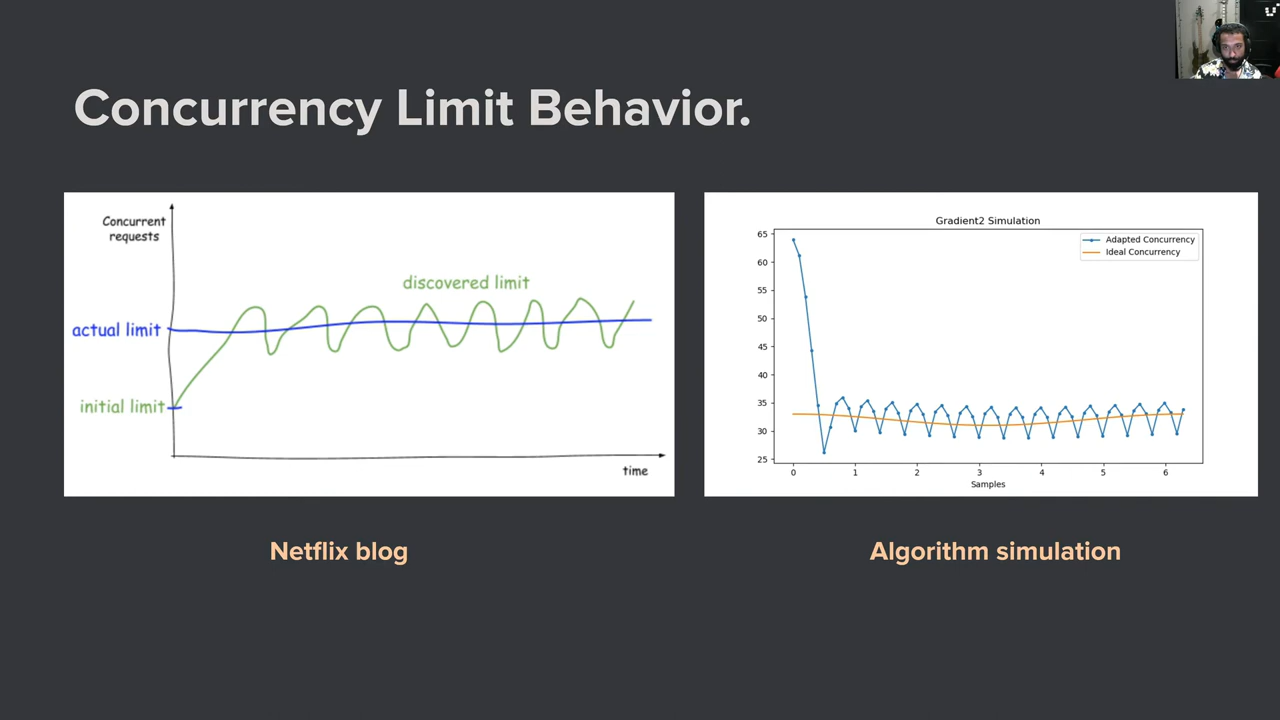 Concurrency Limit Behavior.
Concurrent
requests
discovered limit
actual limit
initial limit
time
Gradient2 Simulation
Adapted Concurrency
Ideal Concurrency
65
60
55
50
45
40
35
30
25
0 1 2 3 4 5 6
Samples
Netflix blog
Algorithm simulation